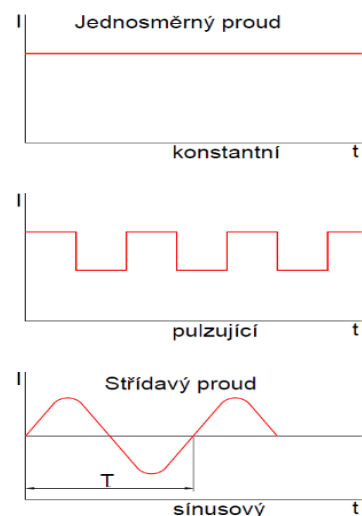 I Jednosměrný proud
konstantní t
I
pulzující t
I Střídavý proud
T
sínusový t